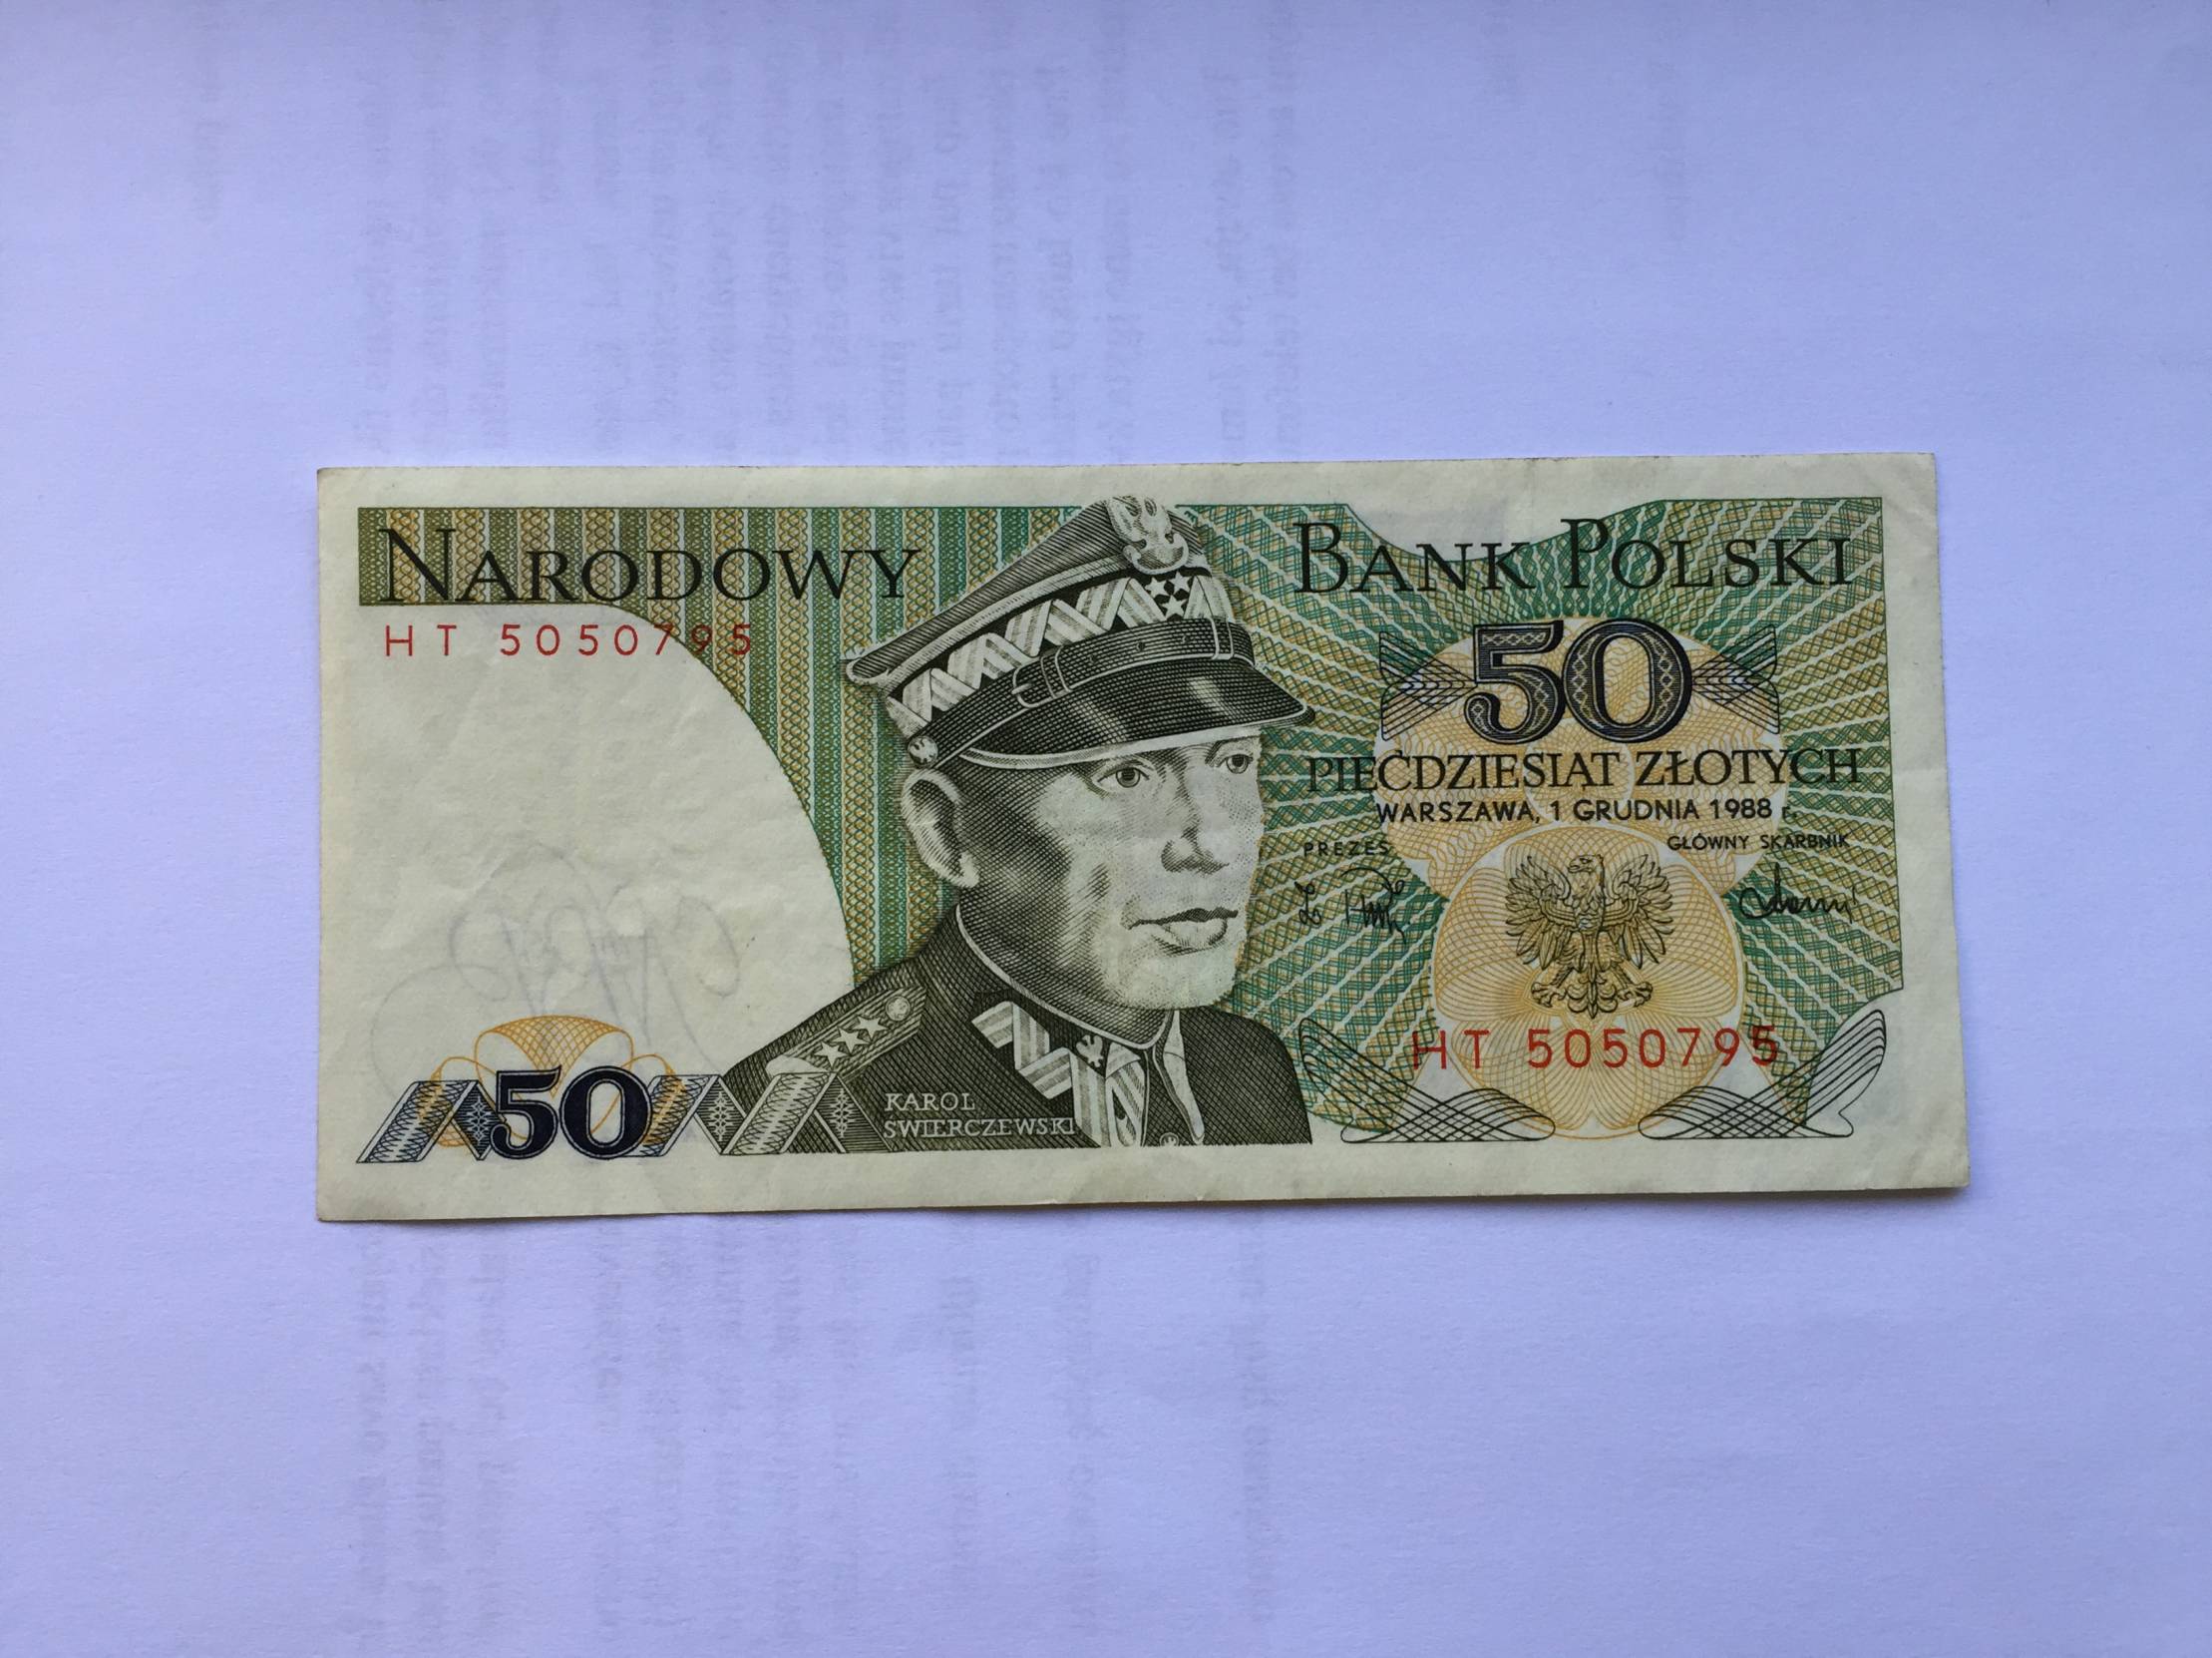 NARODOWY BANK POLSKI
HT 5050795
50
PIĘĆDZIESIĄT ZŁOTYCH
WARSZAWA, 1 GRUDNIA 1988 r.
PREZES GŁÓWNY SKARBNIK
HT 5050795
50
KAROL
ŚWIERCZEWSKI